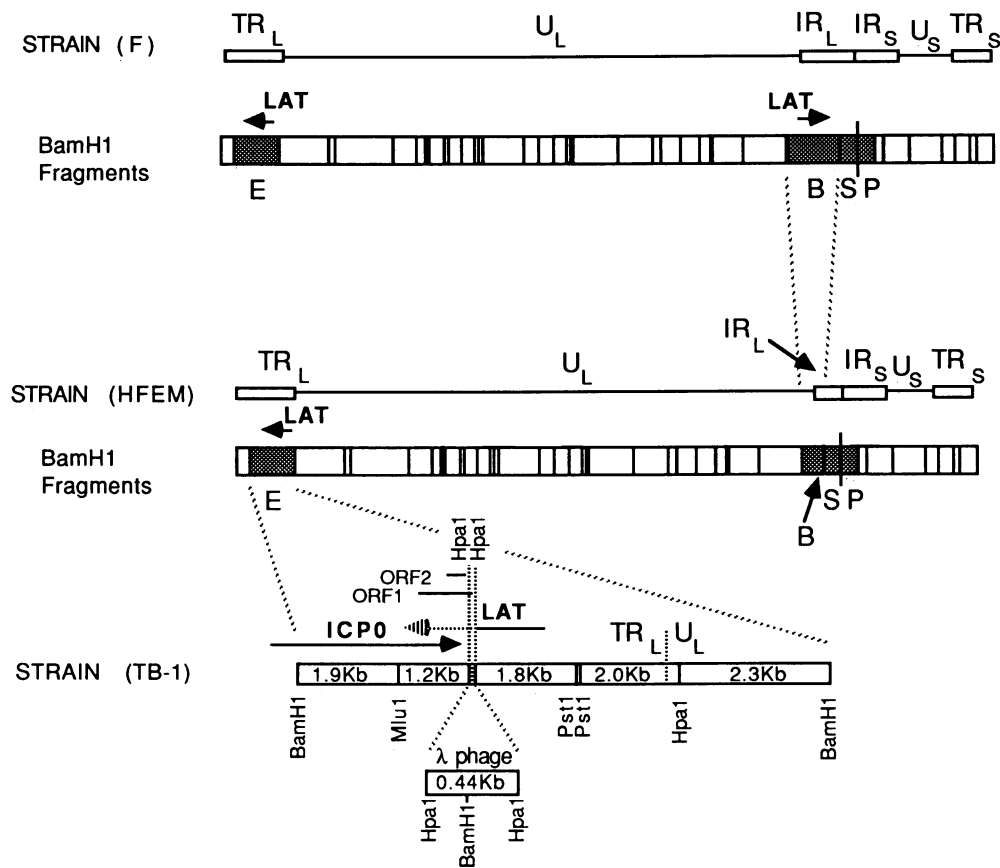 TR L U L IR L IR S U S TR S
STRAIN (F)
LAT LAT
BamH1
Fragments
E B S P
IR L
TR L U L IR S U S TR S
STRAIN (HFEM)
LAT
BamH1
Fragments
E S P
B
Hpa1 Hpa1
ORF2
ORF1
LAT
ICP0 TR L U L
STRAIN (TB-1)
1.9Kb 1.2Kb 1.8Kb 2.0Kb 2.3Kb
BamH1 Mlu1 Pst1 Pst1 Hpa1 BamH1
λ phage
0.44Kb
Hpa1 BamH1 Hpa1